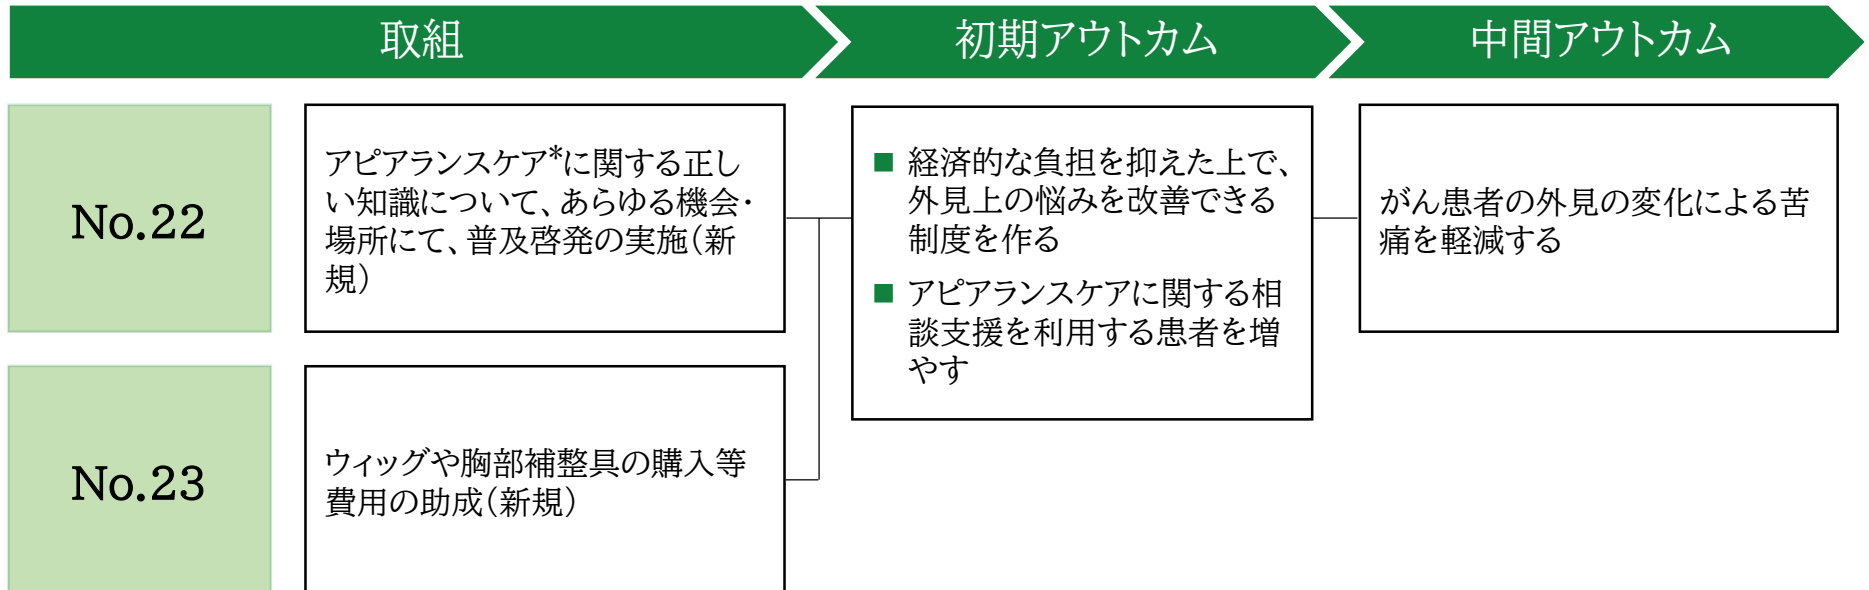 取組
初期アウトカム
中間アウトカム
No.22
アピアランスケア*に関する正し
い知識について、あらゆる機会・
場所にて、普及啓発の実施（新
規）
■ 経済的な負担を抑えた上で、
外見上の悩みを改善できる
制度を作る
■ アピアランスケアに関する相
談支援を利用する患者を増
やす
がん患者の外見の変化による苦
痛を軽減する
No.23
ウィッグや胸部補整具の購入等
費用の助成（新規）